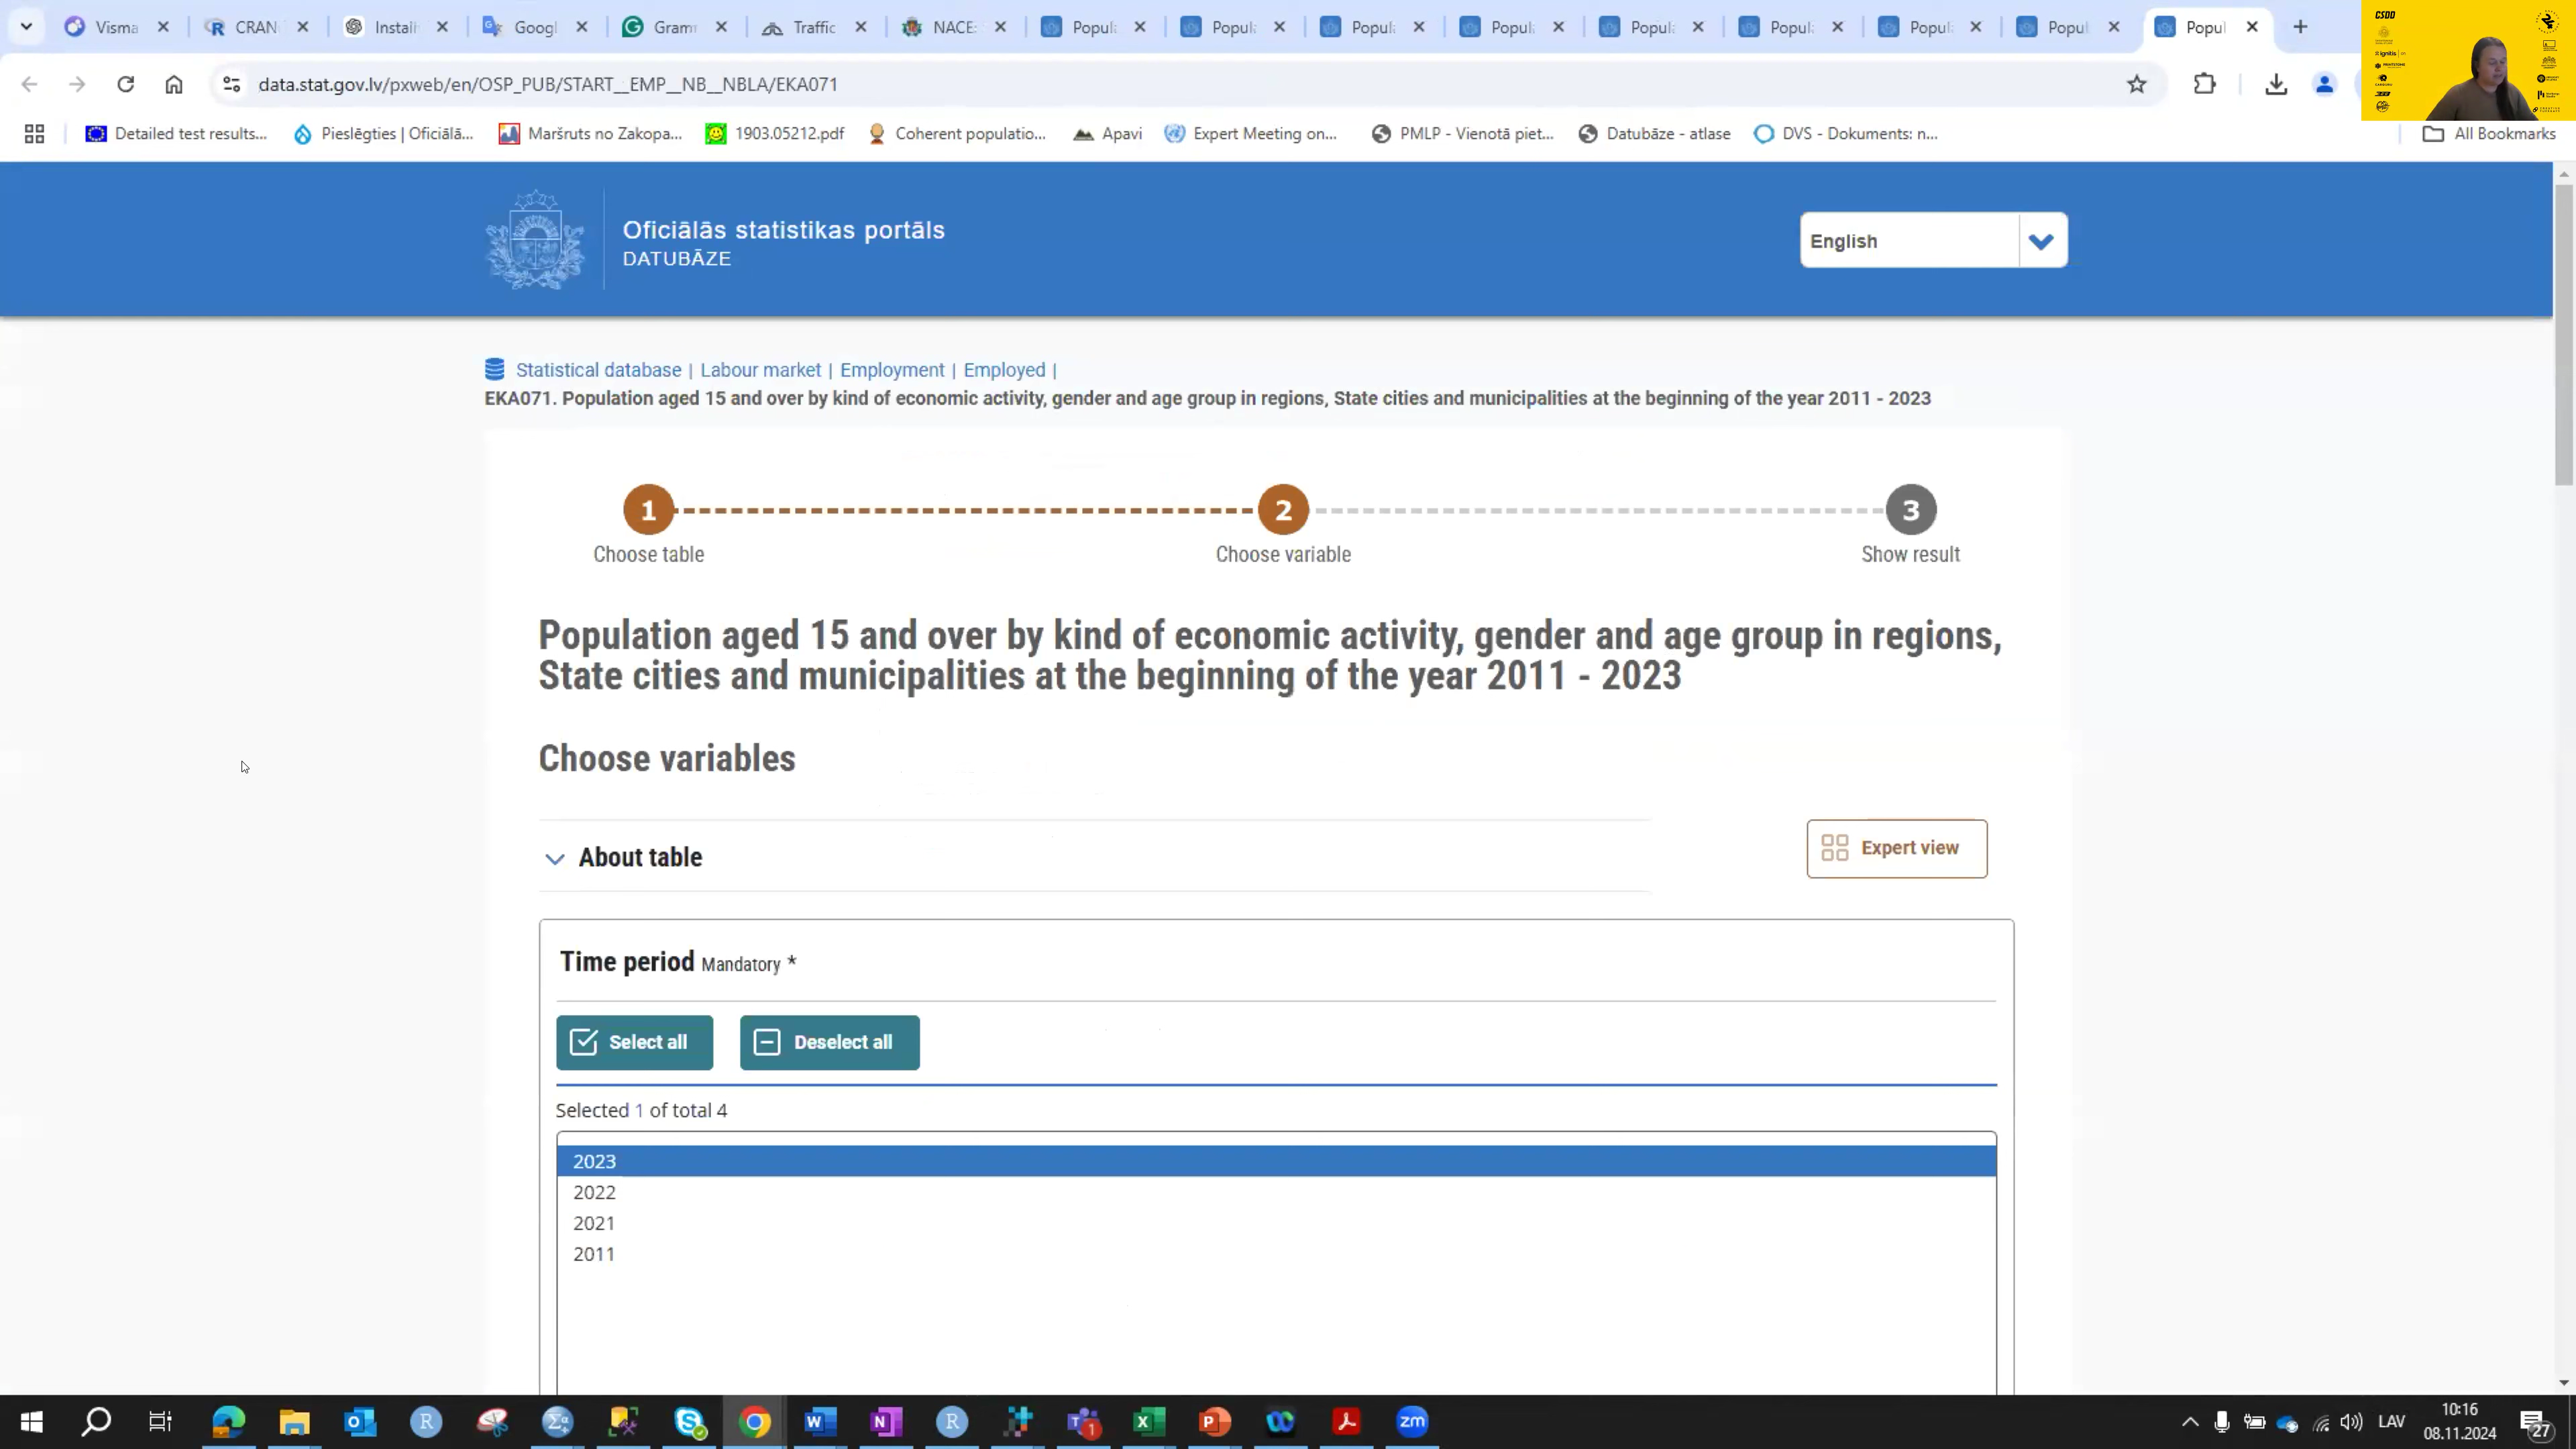 Visma
CRAN
Instali
Googl
Gramr
Traffic
NACE:
Popul
Popul
Popul
Popul
Popul
Popul
Popul
Popul
Popul
CSDD
ignitis
data.stat.gov.lv/pxweb/en/OSP_PUB/START__EMP__NB__NBLA/EKA071
Detailed test results...
Pieslēgties | Oficiālā...
Maršruts no Zakopa...
1903.05212.pdf
Coherent populatio...
Apavi
Expert Meeting on...
PMLP - Vienotā piet...
Datubāze - atlase
DVS - Dokuments: n...
All Bookmarks
Oficiālās statistikas portāls
DATUBĀZE
English
Statistical database | Labour market | Employment | Employed |
EKA071. Population aged 15 and over by kind of economic activity, gender and age group in regions, State cities and municipalities at the beginning of the year 2011 - 2023
1
2
3
Choose table
Choose variable
Show result
Population aged 15 and over by kind of economic activity, gender and age group in regions,
State cities and municipalities at the beginning of the year 2011 - 2023
Choose variables
About table
Expert view
Time period Mandatory *
Select all
Deselect all
Selected 1 of total 4
2023
2022
2021
2011
LAV
10:16
08.11.2024
27